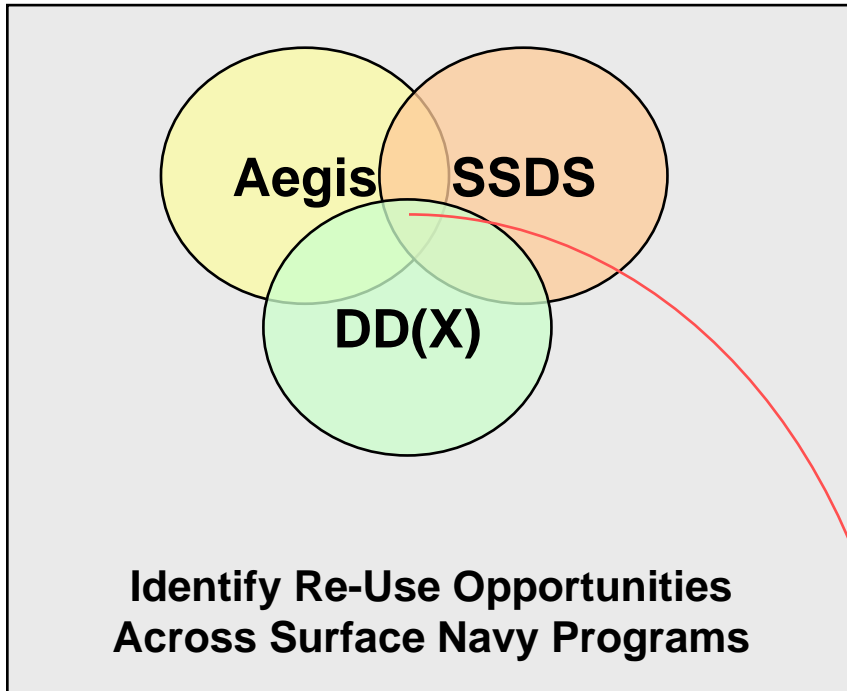 Aegis SSDS
DD(X)
Identify Re-Use Opportunities
Across Surface Navy Programs